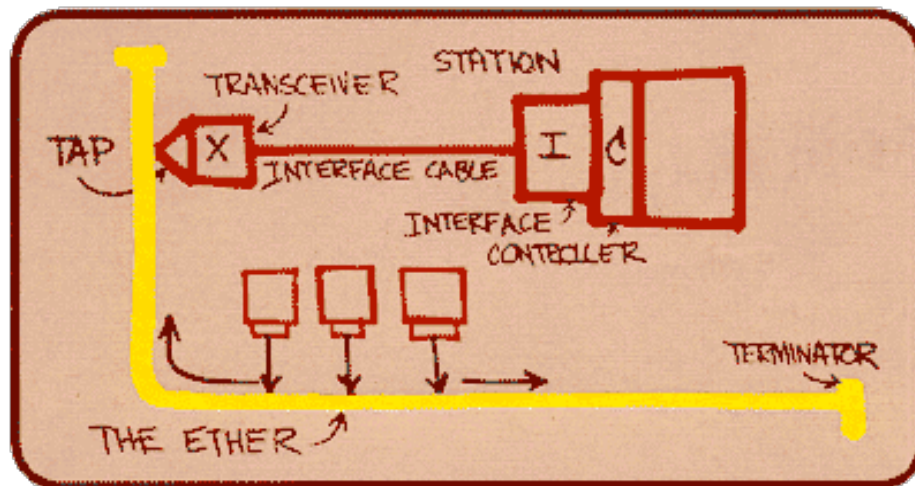 STATION
TRANSCEIVER
TAP
X
I
C
INTERFACE CABLE
INTERFACE
CONTROLLER
TERMINATOR
THE ETHER